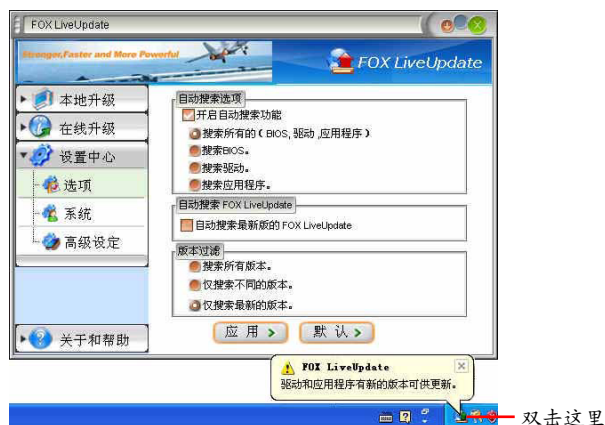 FOX LiveUpdate
Stronger,Faster and More Powerful
FOX LiveUpdate
本地升级
在线升级
设置中心
选项
系统
高级设定
关于和帮助
自动搜索选项
开启自动搜索功能
搜索所有的 ( BIOS, 驱动 ,应用程序 )
搜索BIOS。
搜索驱动。
搜索应用程序。
自动搜索 FOX LiveUpdate
自动搜索最新版的 FOX LiveUpdate
版本过滤
搜索所有版本。
仅搜索不同的版本。
仅搜索最新的版本。
应 用
默 认
FOX LiveUpdate
驱动和应用程序有新的版本可供更新。
双击这里